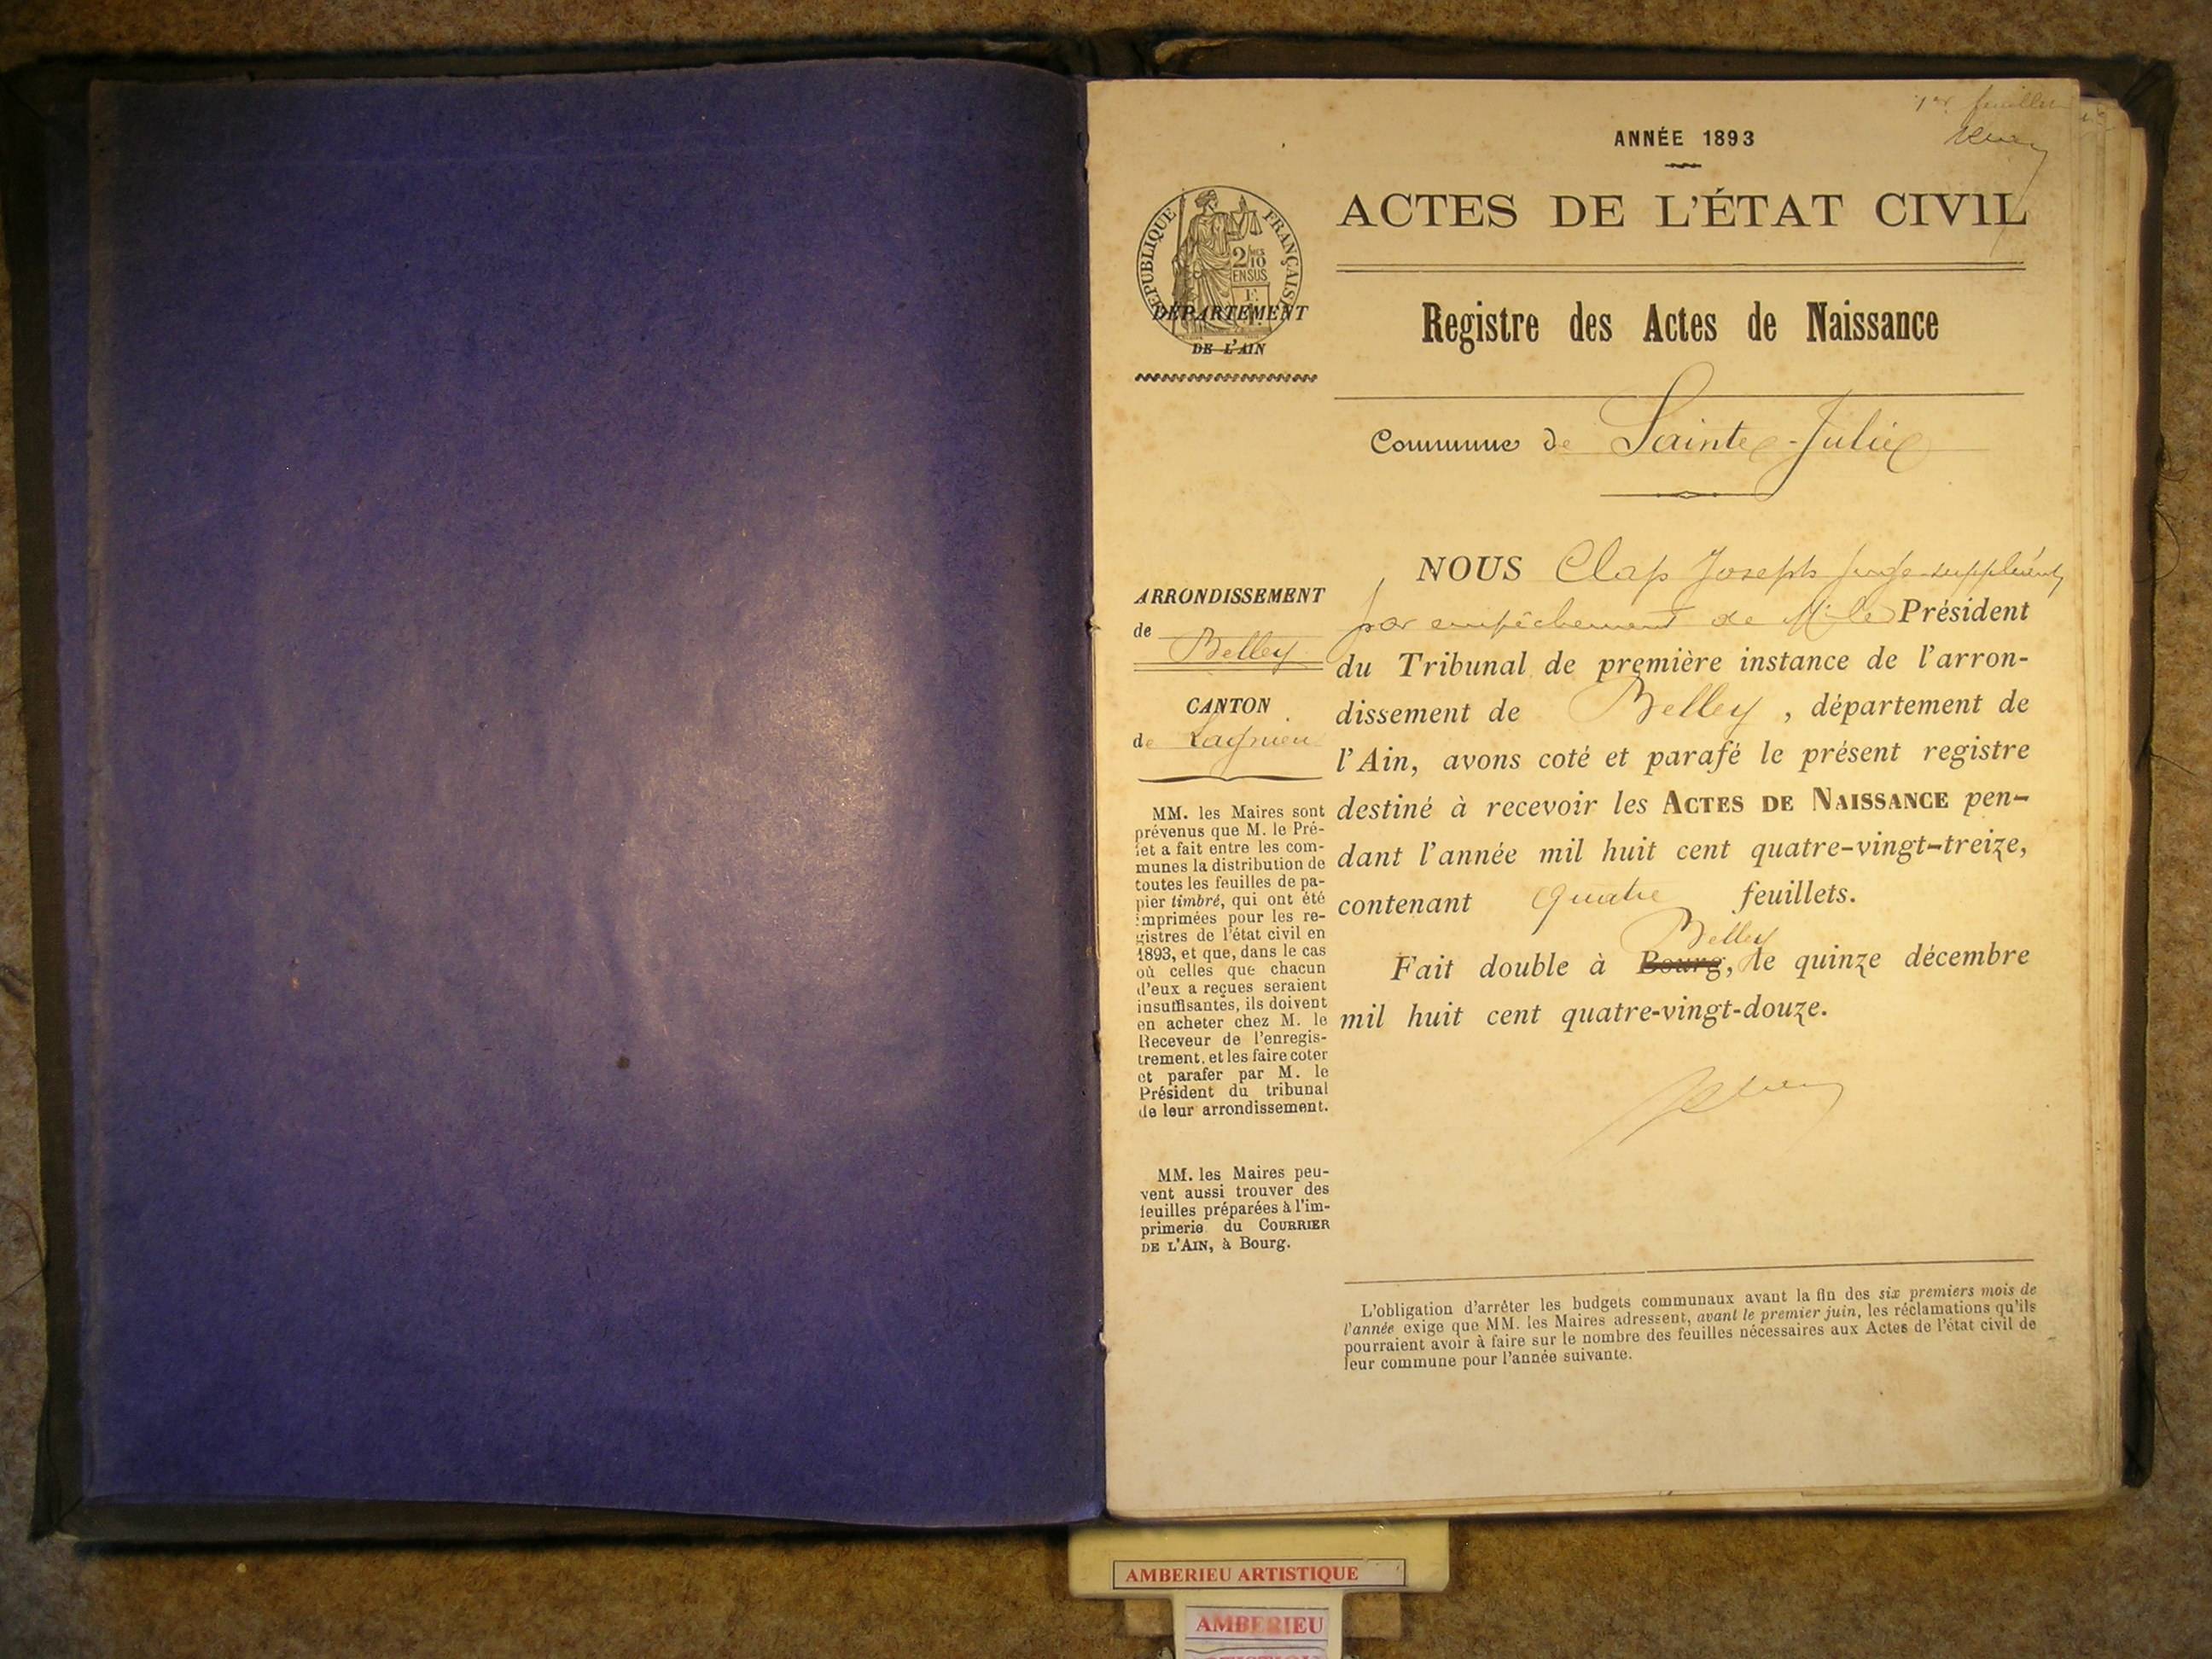 1er feuillet
ANNÉE 1893
ACTES DE L'ÉTAT CIVIL
RÉPUBLIQUE FRANÇAISE
2/10
EN SUS
DÉPARTEMENT
DE L'AIN
Registre des Actes de Naissance
Commune de Sainte-Julie
ARRONDISSEMENT
de Belley
CANTON
de Lagnieu
MM. les Maires sont
prévenus que M. le Pré-
fet a fait entre les com-
munes la distribution de
toutes les feuilles de pa-
pier timbré, qui ont été
imprimées pour les re-
gistres de l'état civil en
1893, et que, dans le cas
où celles que chacun
d'eux a reçues seraient
insuffisantes, ils doivent
en acheter chez M. le
Receveur de l'enregis-
trement, et les faire coter
et parafer par M. le
Président du tribunal
de leur arrondissement.
MM. les Maires peu-
vent aussi trouver des
feuilles préparées à l'im-
primerie du COURRIER
DE L'AIN, à Bourg.
NOUS Clap Joseph juge-suppléant,
par empêchement de M. le Président
du Tribunal de première instance de l'arron-
dissement de Belley, département de
l'Ain, avons coté et parafé le présent registre
destiné à recevoir les ACTES DE NAISSANCE pen-
dant l'année mil huit cent quatre-vingt-treize,
contenant quatre feuillets.
Belley
Fait double à Bourg, le quinze décembre
mil huit cent quatre-vingt-douze.
L'obligation d'arrêter les budgets communaux avant la fin des six premiers mois de
l'année exige que MM. les Maires adressent, avant le premier juin, les réclamations qu'ils
pourraient avoir à faire sur le nombre des feuilles nécessaires aux Actes de l'état civil de
leur commune pour l'année suivante.
AMBERIEU ARTISTIQUE
AMBERIEU